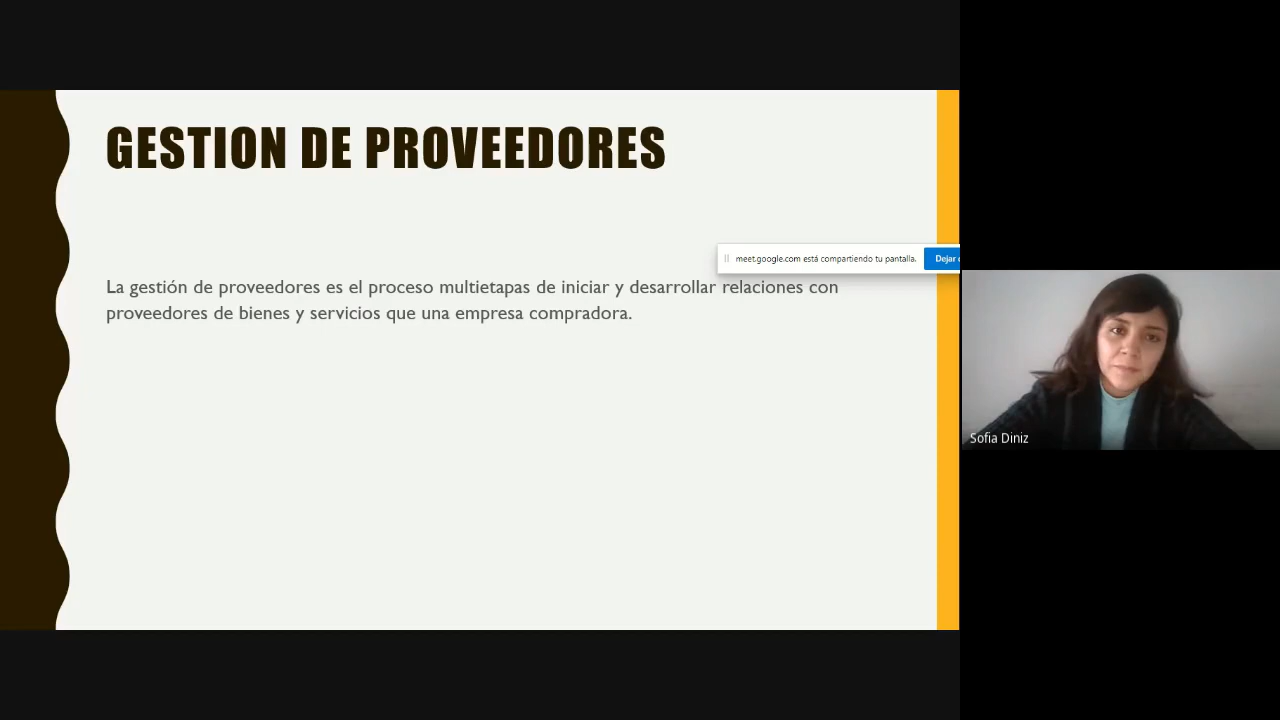 GESTION DE PROVEEDORES
meet.google.com está compartiendo tu pantalla.
Dejar
La gestión de proveedores es el proceso multietapas de iniciar y desarrollar relaciones con
proveedores de bienes y servicios que una empresa compradora.
Sofia Diniz